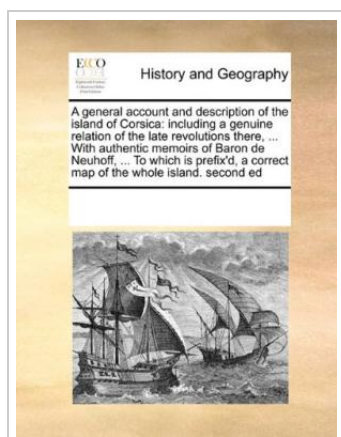 ECCO
History and Geography
A general account and description of the
island of Corsica: including a genuine
relation of the late revolutions there, ...
With authentic memoirs of Baron de
Neuhoff, ... To which is prefix'd, a correct
map of the whole island. second ed